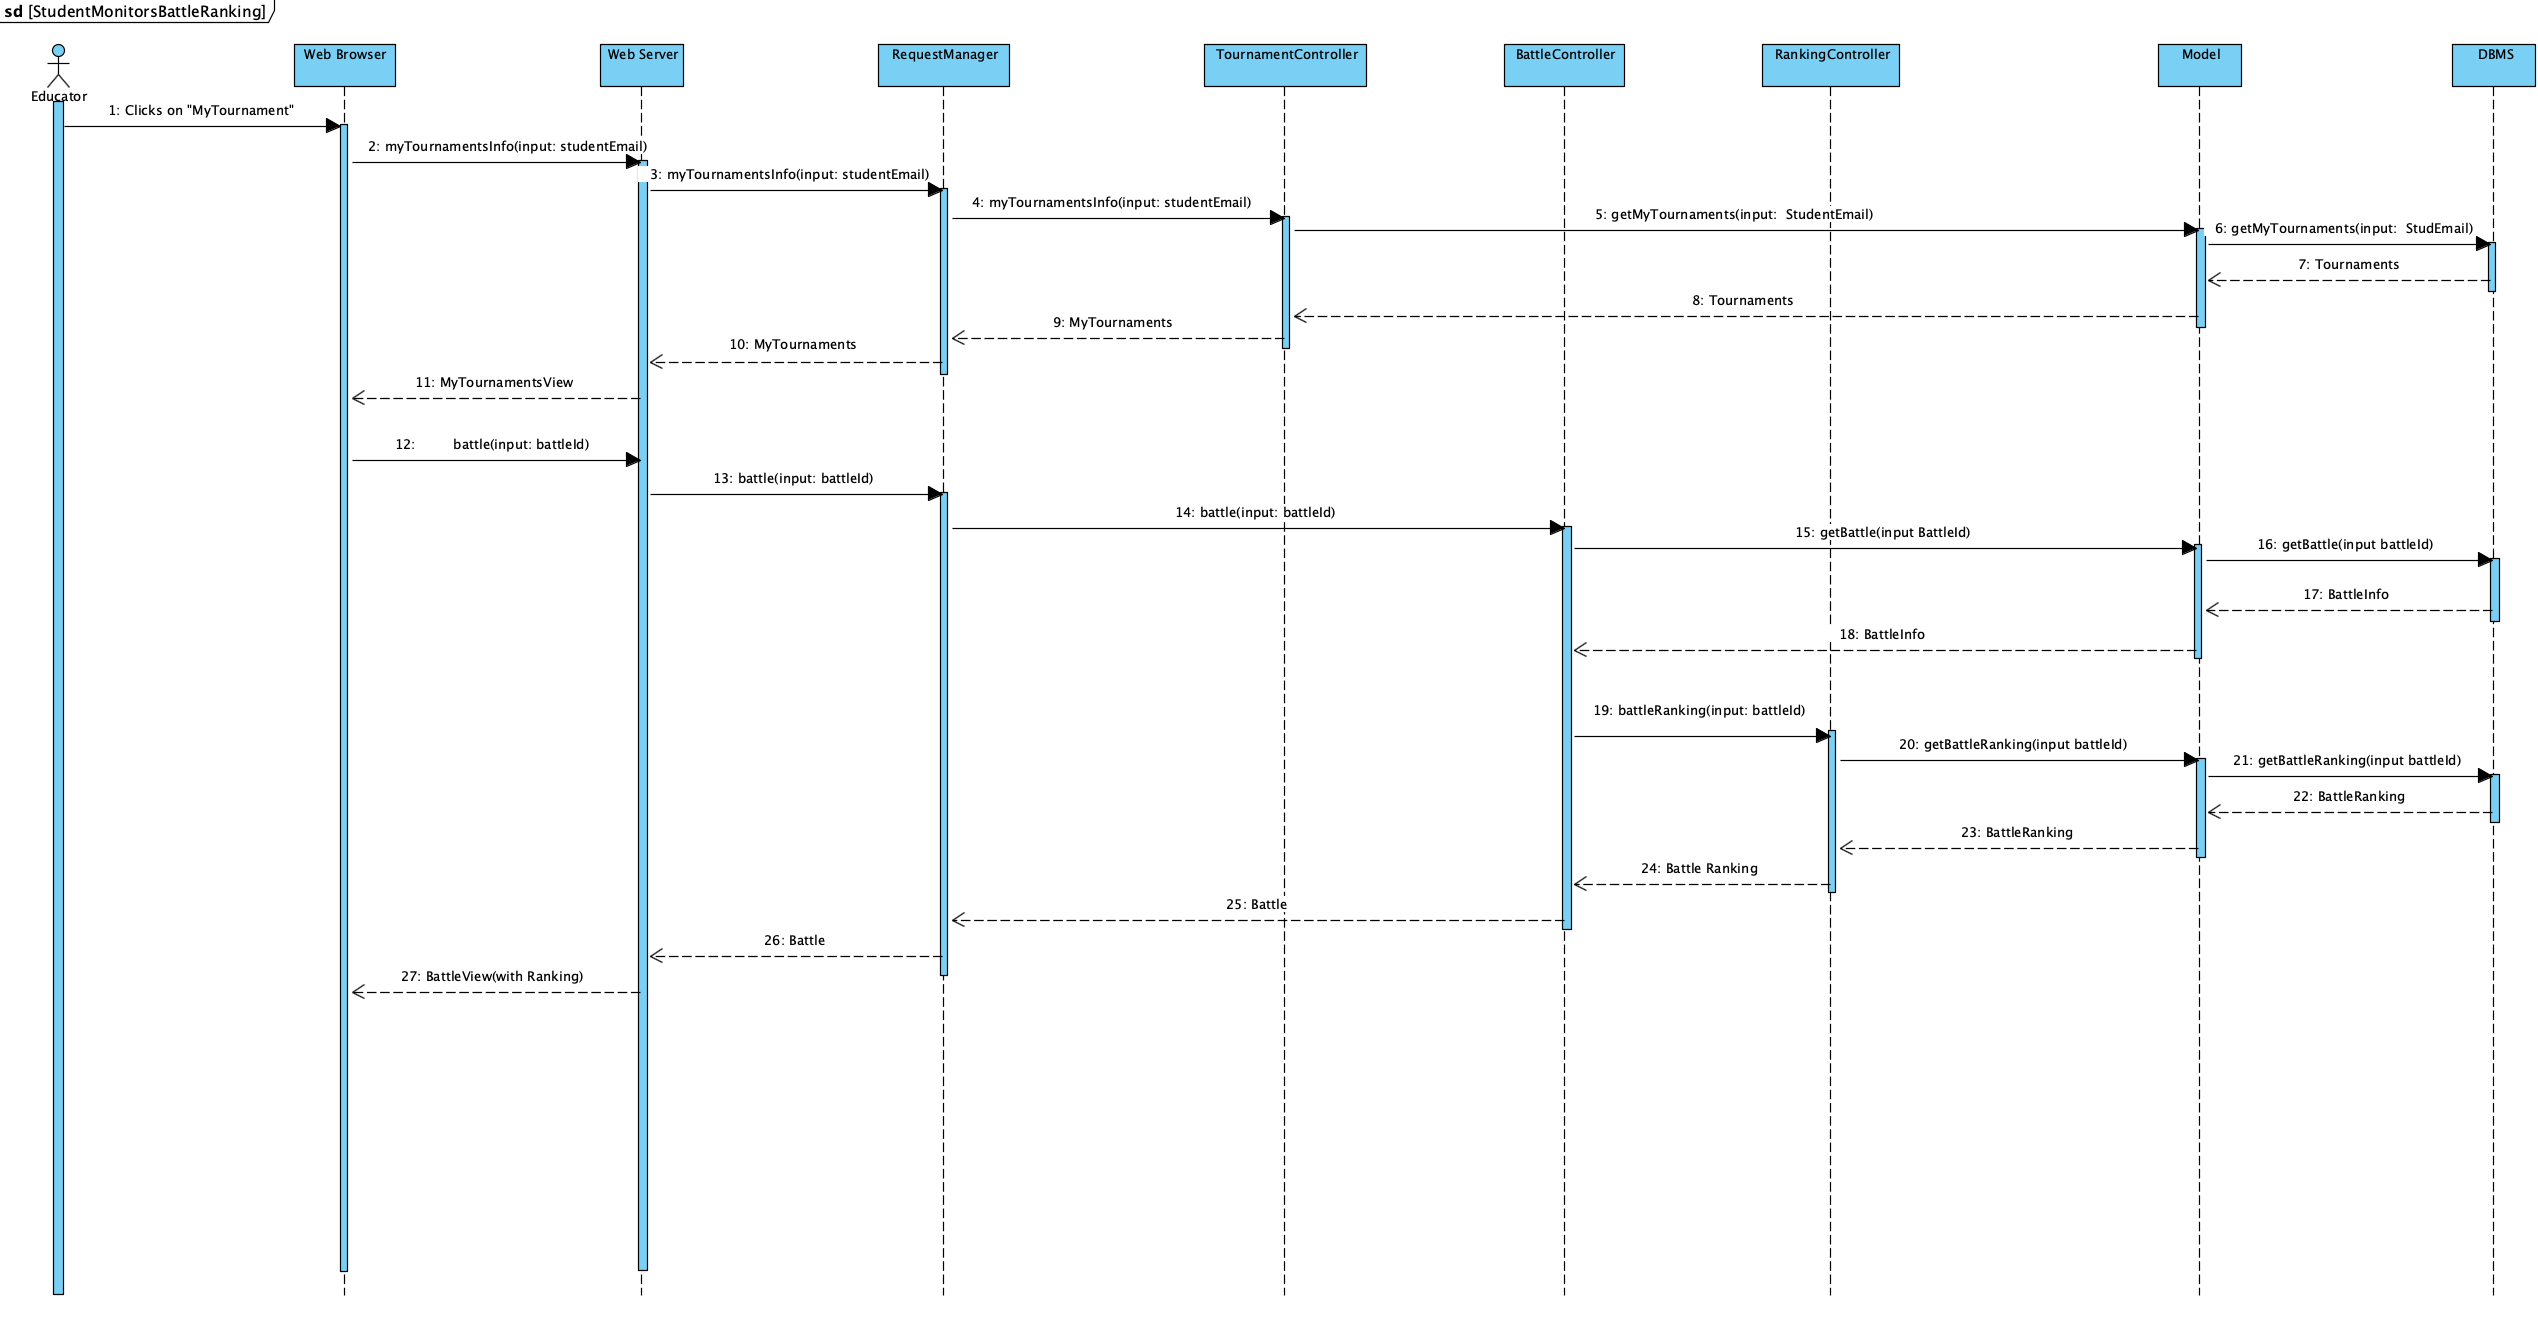 sd [StudentMonitorsBattleRanking]
Educator
Web Browser
Web Server
RequestManager
TournamentController
BattleController
RankingController
Model
DBMS
1: Clicks on "MyTournament"
2: myTournamentsInfo(input: studentEmail)
3: myTournamentsInfo(input: studentEmail)
4: myTournamentsInfo(input: studentEmail)
5: getMyTournaments(input:  StudentEmail)
6: getMyTournaments(input:  StudEmail)
7: Tournaments
8: Tournaments
9: MyTournaments
10: MyTournaments
11: MyTournamentsView
12:        battle(input: battleId)
13: battle(input: battleId)
14: battle(input: battleId)
15: getBattle(input BattleId)
16: getBattle(input battleId)
17: BattleInfo
18: BattleInfo
19: battleRanking(input: battleId)
20: getBattleRanking(input battleId)
21: getBattleRanking(input battleId)
22: BattleRanking
23: BattleRanking
24: Battle Ranking
25: Battle
26: Battle
27: BattleView(with Ranking)